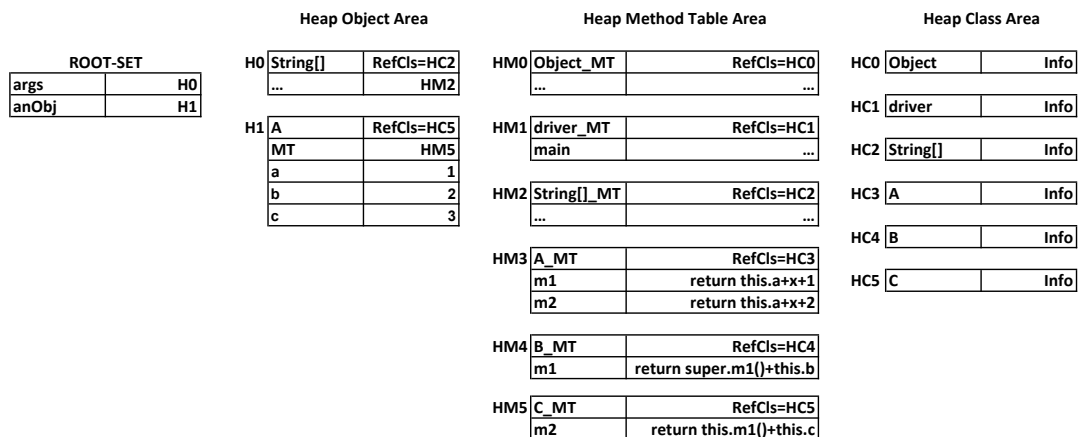 Heap Object Area
Heap Method Table Area
Heap Class Area
ROOT-SET
args H0
anObj H1
H0 String[] RefCls=HC2
... HM2
H1 A RefCls=HC5
MT HM5
a 1
b 2
c 3
HM0 Object_MT RefCls=HC0
... ...
HM1 driver_MT RefCls=HC1
main ...
HM2 String[]_MT RefCls=HC2
... ...
HM3 A_MT RefCls=HC3
m1 return this.a+x+1
m2 return this.a+x+2
HM4 B_MT RefCls=HC4
m1 return super.m1()+this.b
HM5 C_MT RefCls=HC5
m2 return this.m1()+this.c
HC0 Object Info
HC1 driver Info
HC2 String[] Info
HC3 A Info
HC4 B Info
HC5 C Info